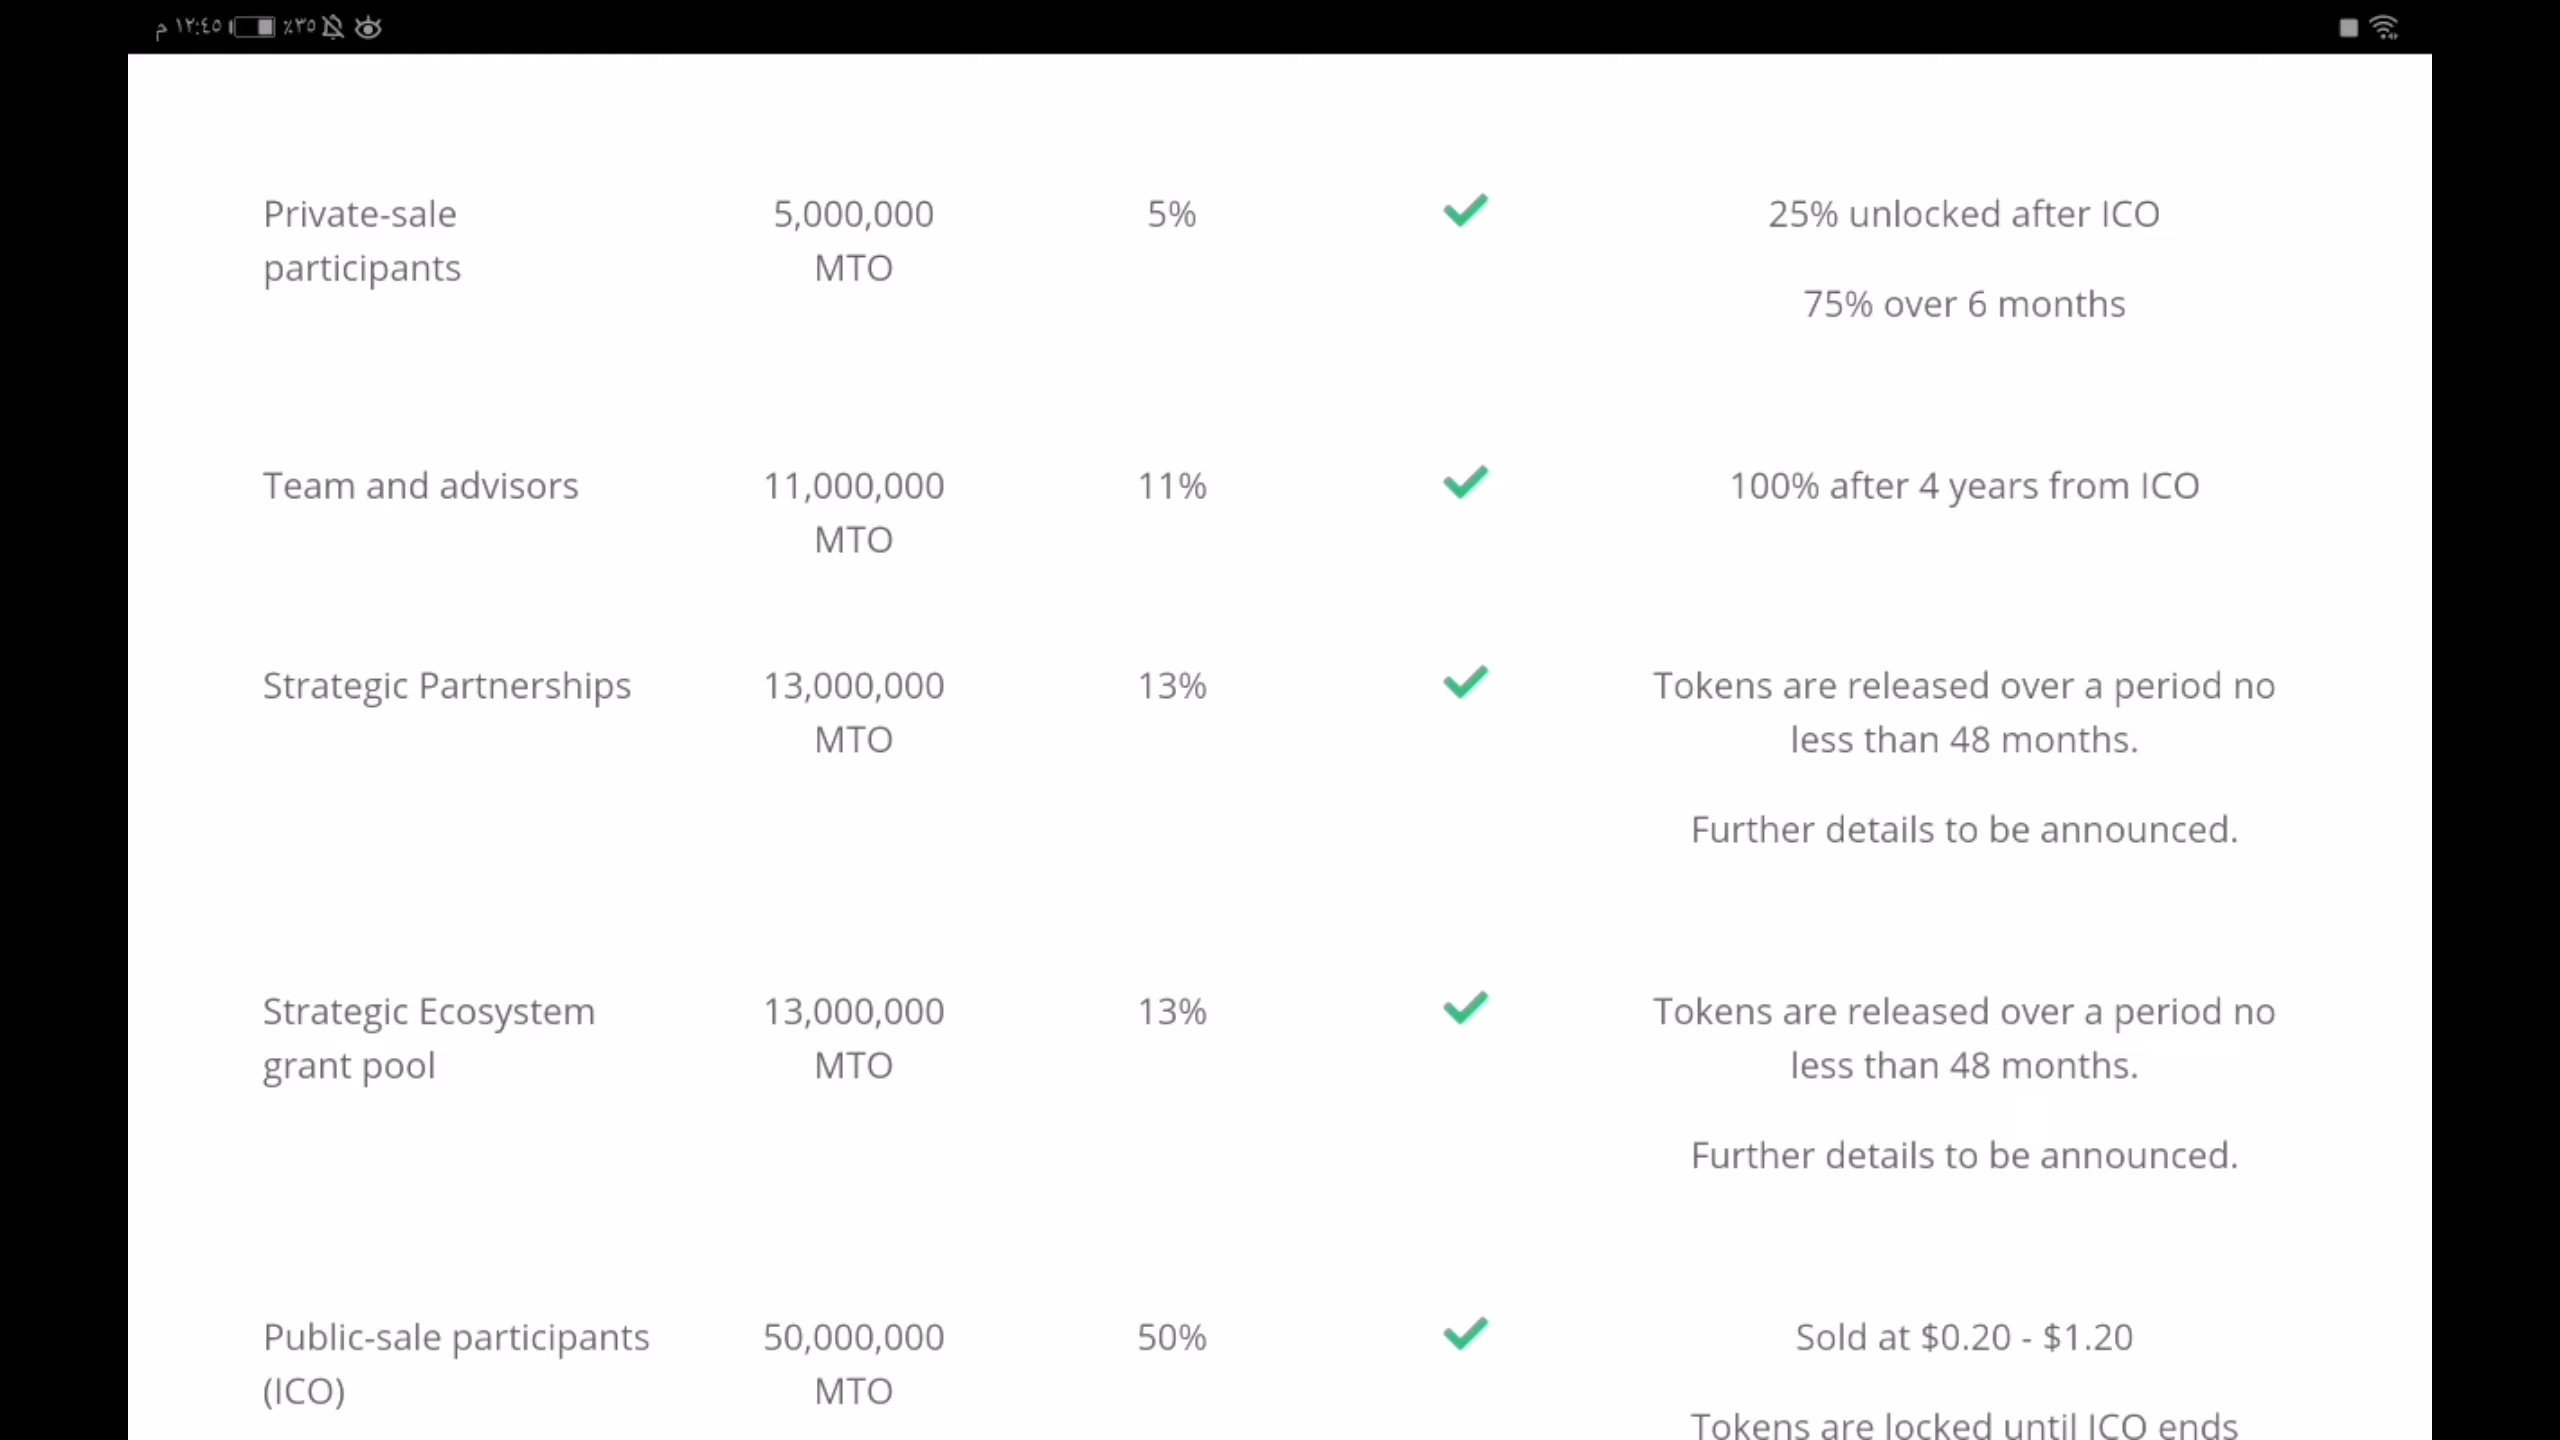 م ١٢:٤٥ ٪٣٥
Private-sale participants 5,000,000 MTO 5% 25% unlocked after ICO
75% over 6 months
Team and advisors 11,000,000 MTO 11% 100% after 4 years from ICO
Strategic Partnerships 13,000,000 MTO 13% Tokens are released over a period no less than 48 months.
Further details to be announced.
Strategic Ecosystem grant pool 13,000,000 MTO 13% Tokens are released over a period no less than 48 months.
Further details to be announced.
Public-sale participants (ICO) 50,000,000 MTO 50% Sold at $0.20 - $1.20
Tokens are locked until ICO ends